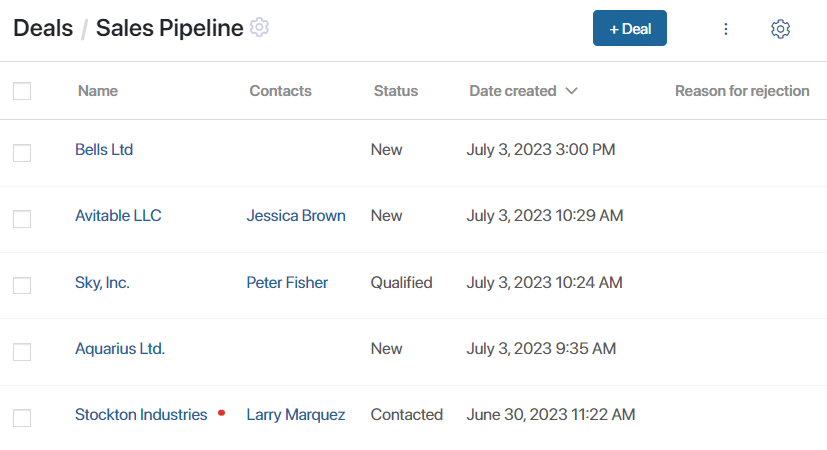 Deals / Sales Pipeline + Deal
Name Contacts Status Date created Reason for rejection
Bells Ltd New July 3, 2023 3:00 PM
Avitable LLC Jessica Brown New July 3, 2023 10:29 AM
Sky, Inc. Peter Fisher Qualified July 3, 2023 10:24 AM
Aquarius Ltd. New July 3, 2023 9:35 AM
Stockton Industries Larry Marquez Contacted June 30, 2023 11:22 AM